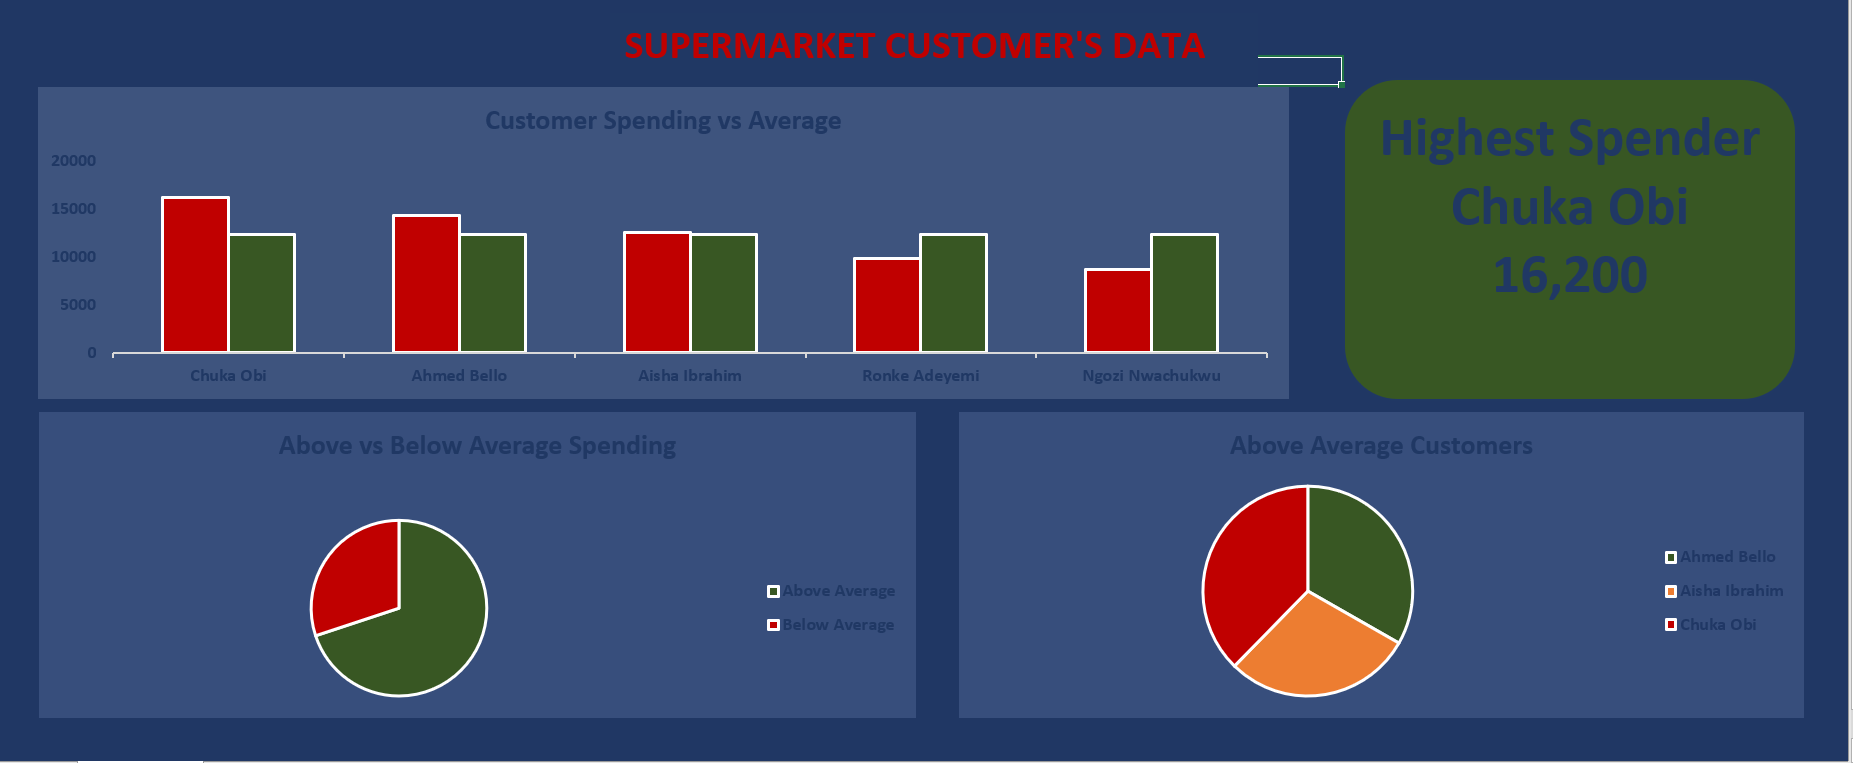 SUPERMARKET CUSTOMER'S DATA
Customer Spending vs Average
20000
15000
10000
5000
0
Chuka Obi
Ahmed Bello
Aisha Ibrahim
Ronke Adeyemi
Ngozi Nwachukwu
Highest Spender
Chuka Obi
16,200
Above vs Below Average Spending
Above Average
Below Average
Above Average Customers
Ahmed Bello
Aisha Ibrahim
Chuka Obi